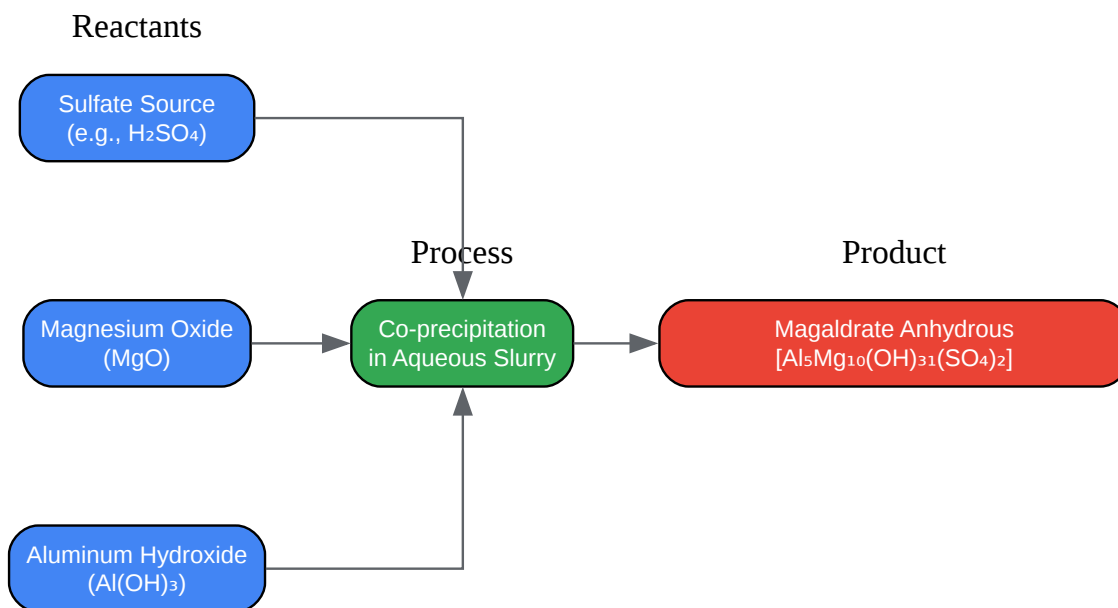 Reactants
Sulfate Source
(e.g., H₂SO₄)
Process
Product
Magnesium Oxide
(MgO)
Co-precipitation
in Aqueous Slurry
Magaldrate Anhydrous
[Al₅Mg₁₀(OH)₃₁(SO₄)₂]
Aluminum Hydroxide
(Al(OH)₃)